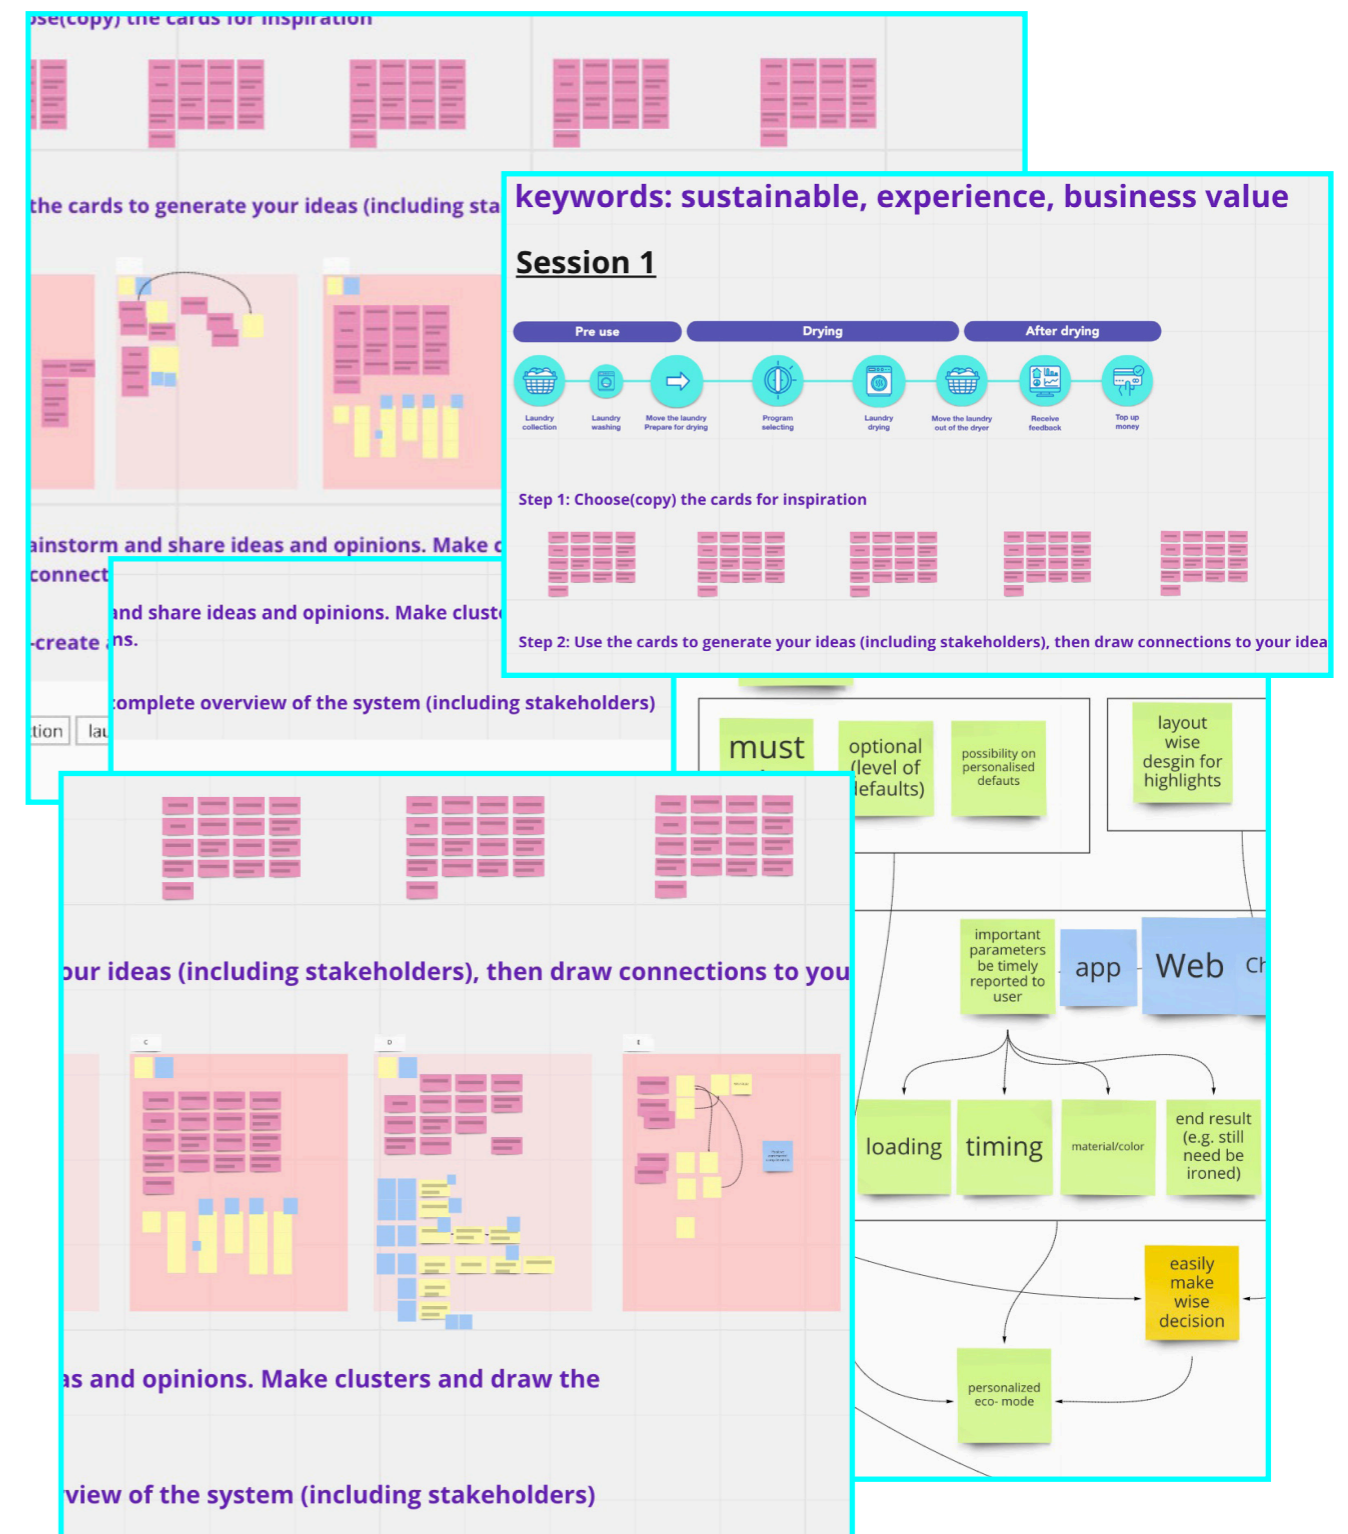 ose(copy) the cards for inspiration
the cards to generate your ideas (including sta
ainstorm and share ideas and opinions. Make c
connect
-create a
tion
lau
keywords: sustainable, experience, business value
Session 1
Pre use
Drying
After drying
Laundry
collection
Laundry
washing
Move the laundry
Prepare for drying
Program
selecting
Laundry
drying
Move the laundry
out of the dryer
Receive
feedback
Top up
money
Step 1: Choose(copy) the cards for inspiration
Step 2: Use the cards to generate your ideas (including stakeholders), then draw connections to your idea
and share ideas and opinions. Make cluste
ns.
complete overview of the system (including stakeholders)
must
optional
(level of
defaults)
possibility on
personalised
defauts
layout
wise
desgin for
highlights
important
parameters
be timely
reported to
user
app
Web
Ch
loading
timing
material/color
end result
(e.g. still
need be
ironed)
easily
make
wise
decision
personalized
eco- mode
our ideas (including stakeholders), then draw connections to you
C
D
E
as and opinions. Make clusters and draw the
rview of the system (including stakeholders)